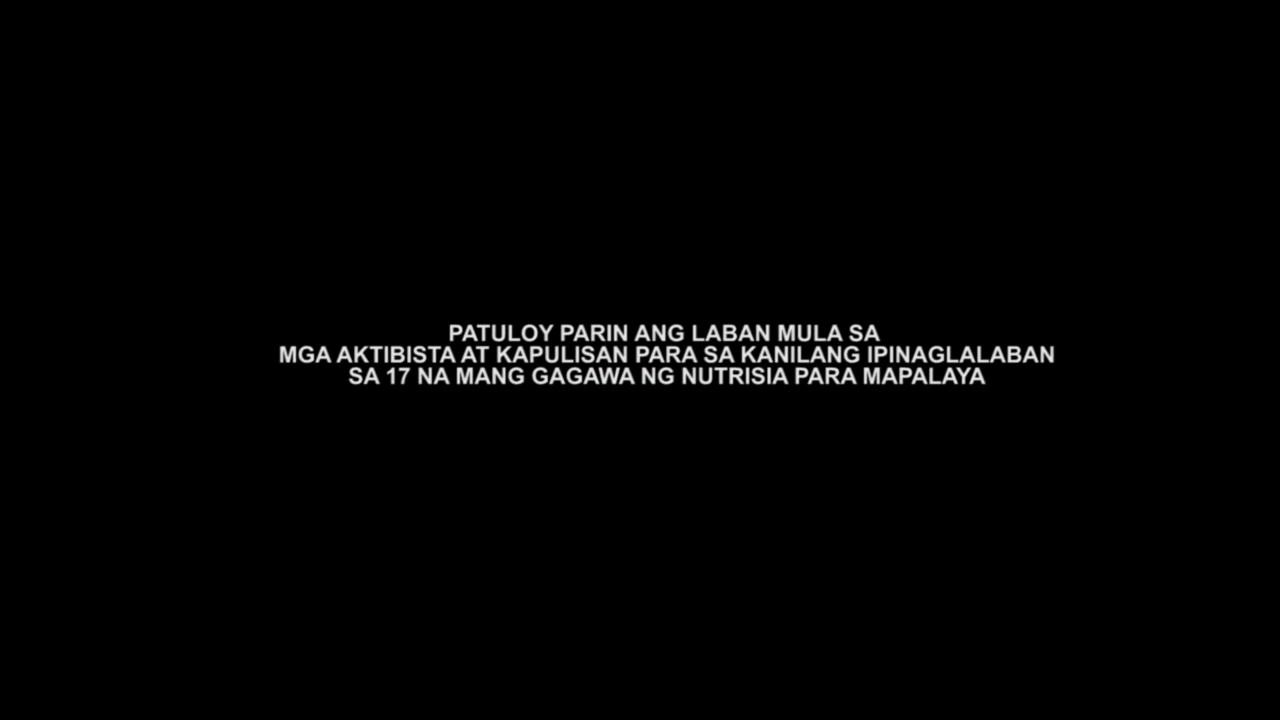 PATULOY PARIN ANG LABAN MULA SA
MGA AKTIBISTA AT KAPULISAN PARA SA KANILANG IPINAGLALABAN
SA 17 NA MANG GAGAWA NG NUTRISIA PARA MAPALAYA